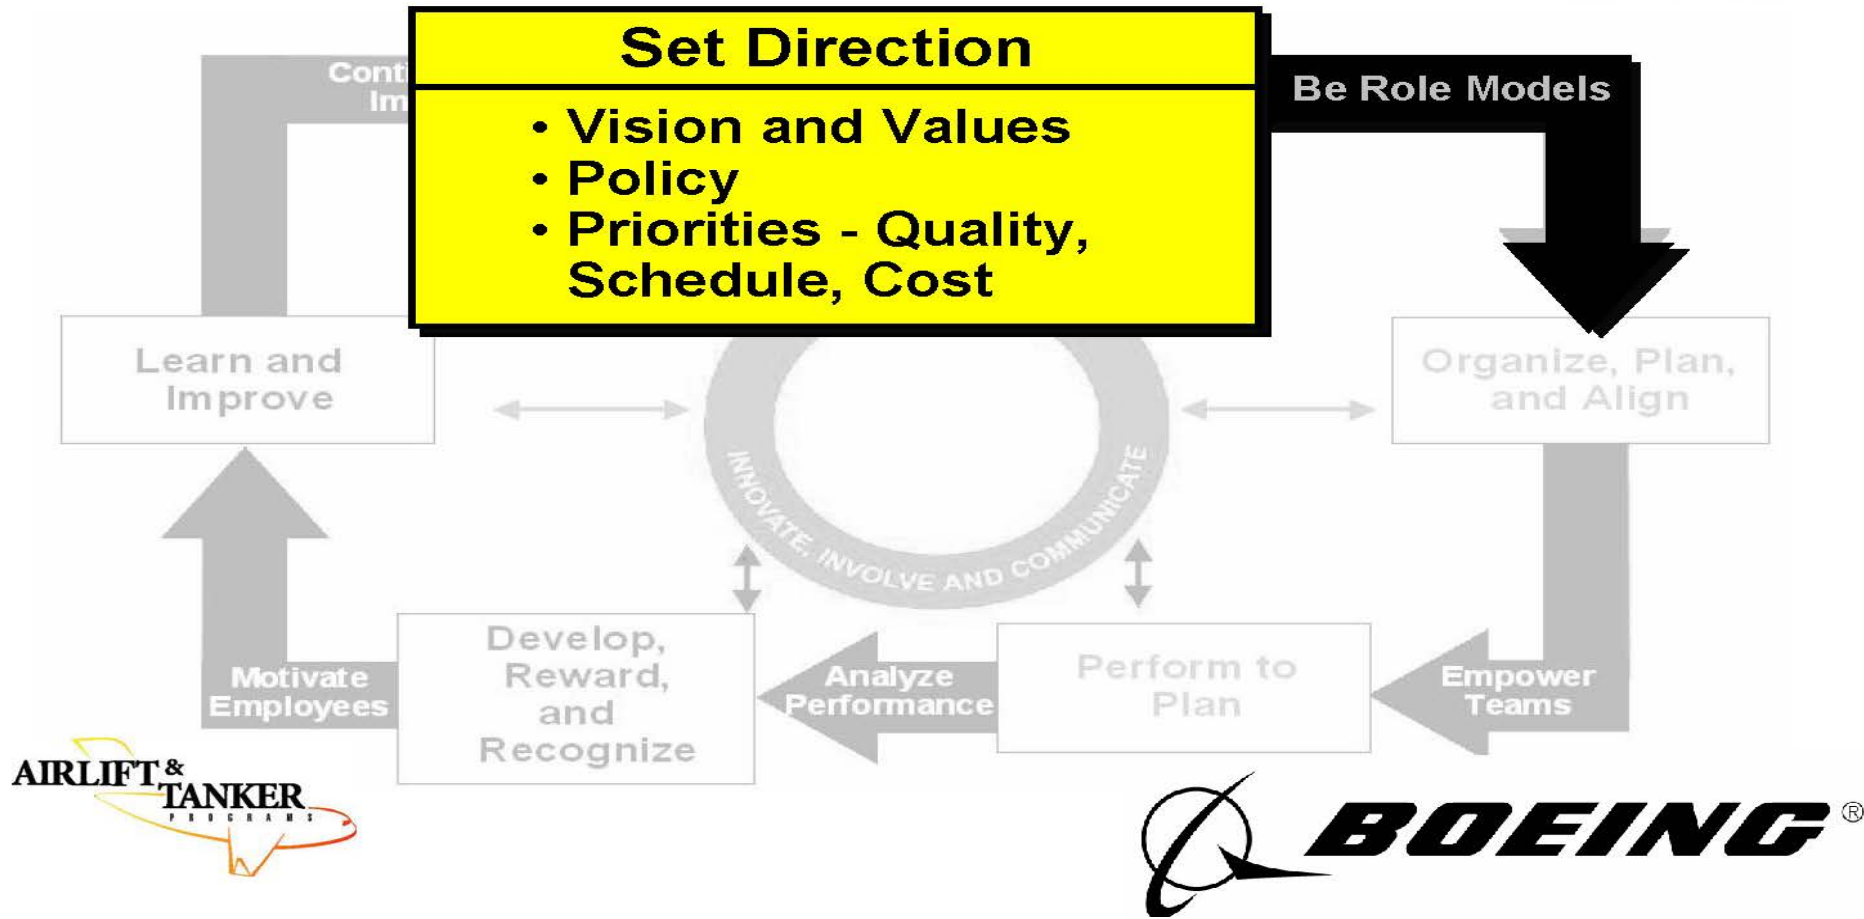 Set Direction
• Vision and Values
• Policy
• Priorities - Quality,
Schedule, Cost
Be Role Models
Learn and
Improve
Organize, Plan,
and Align
INNOVATE, INVOLVE AND COMMUNICATE
Develop,
Reward,
and
Recognize
Motivate
Employees
Analyze
Performance
Perform to
Plan
Empower
Teams
AIRLIFT &
TANKER
PROGRAMS
BOEING®